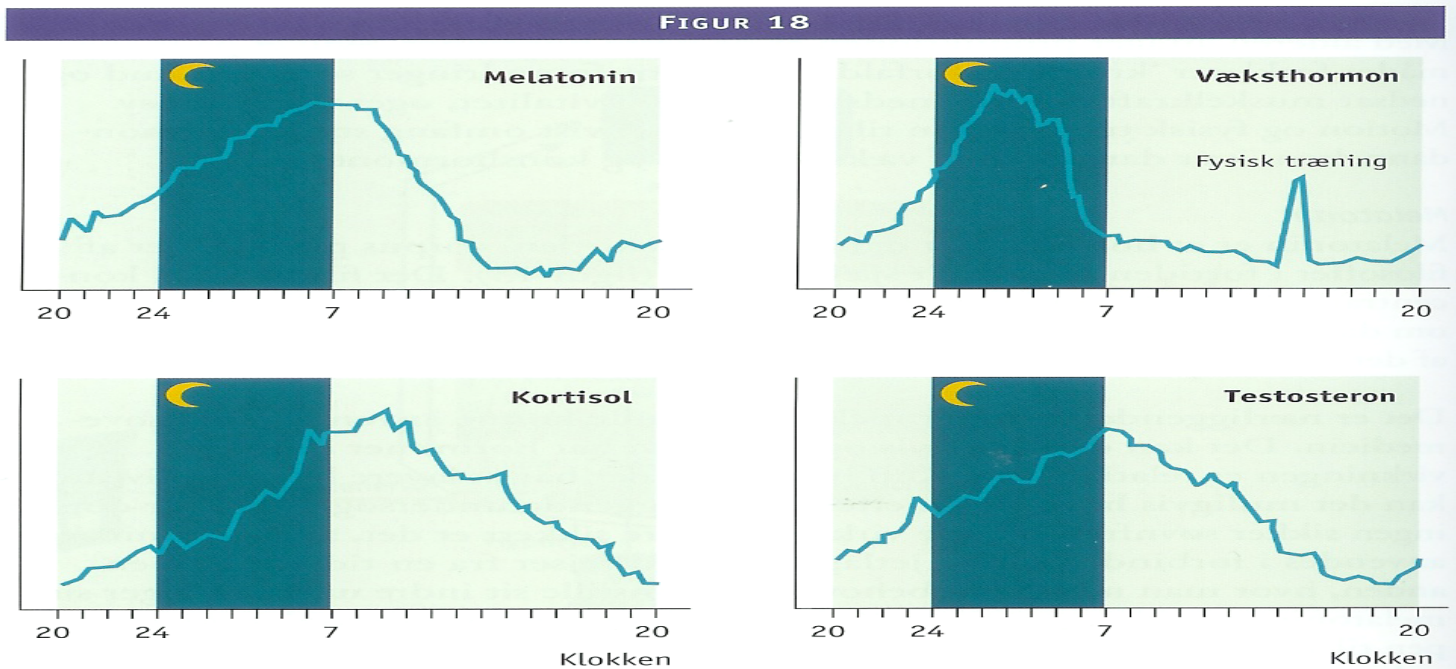 FIGUR 18
Melatonin
20 24 7 20
Væksthormon
Fysisk træning
20 24 7 20
Kortisol
20 24 7 20
Klokken
Testosteron
20 24 7 20
Klokken